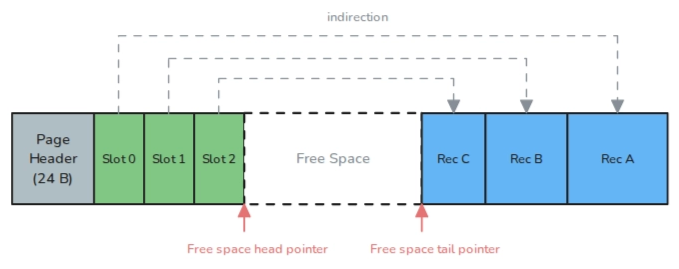 indirection
Page
Header
(24 B)
Slot 0
Slot 1
Slot 2
Free Space
Rec C
Rec B
Rec A
Free space head pointer
Free space tail pointer